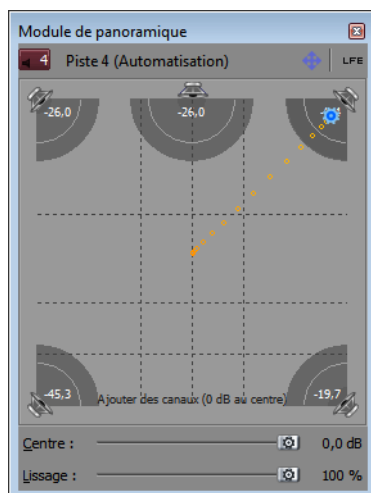 Module de panoramique
4 Piste 4 (Automatisation) LFE
-26,0 -26,0
-45,3 Ajouter des canaux (0 dB au centre) -19,7
Centre : 0,0 dB
Lissage : 100 %